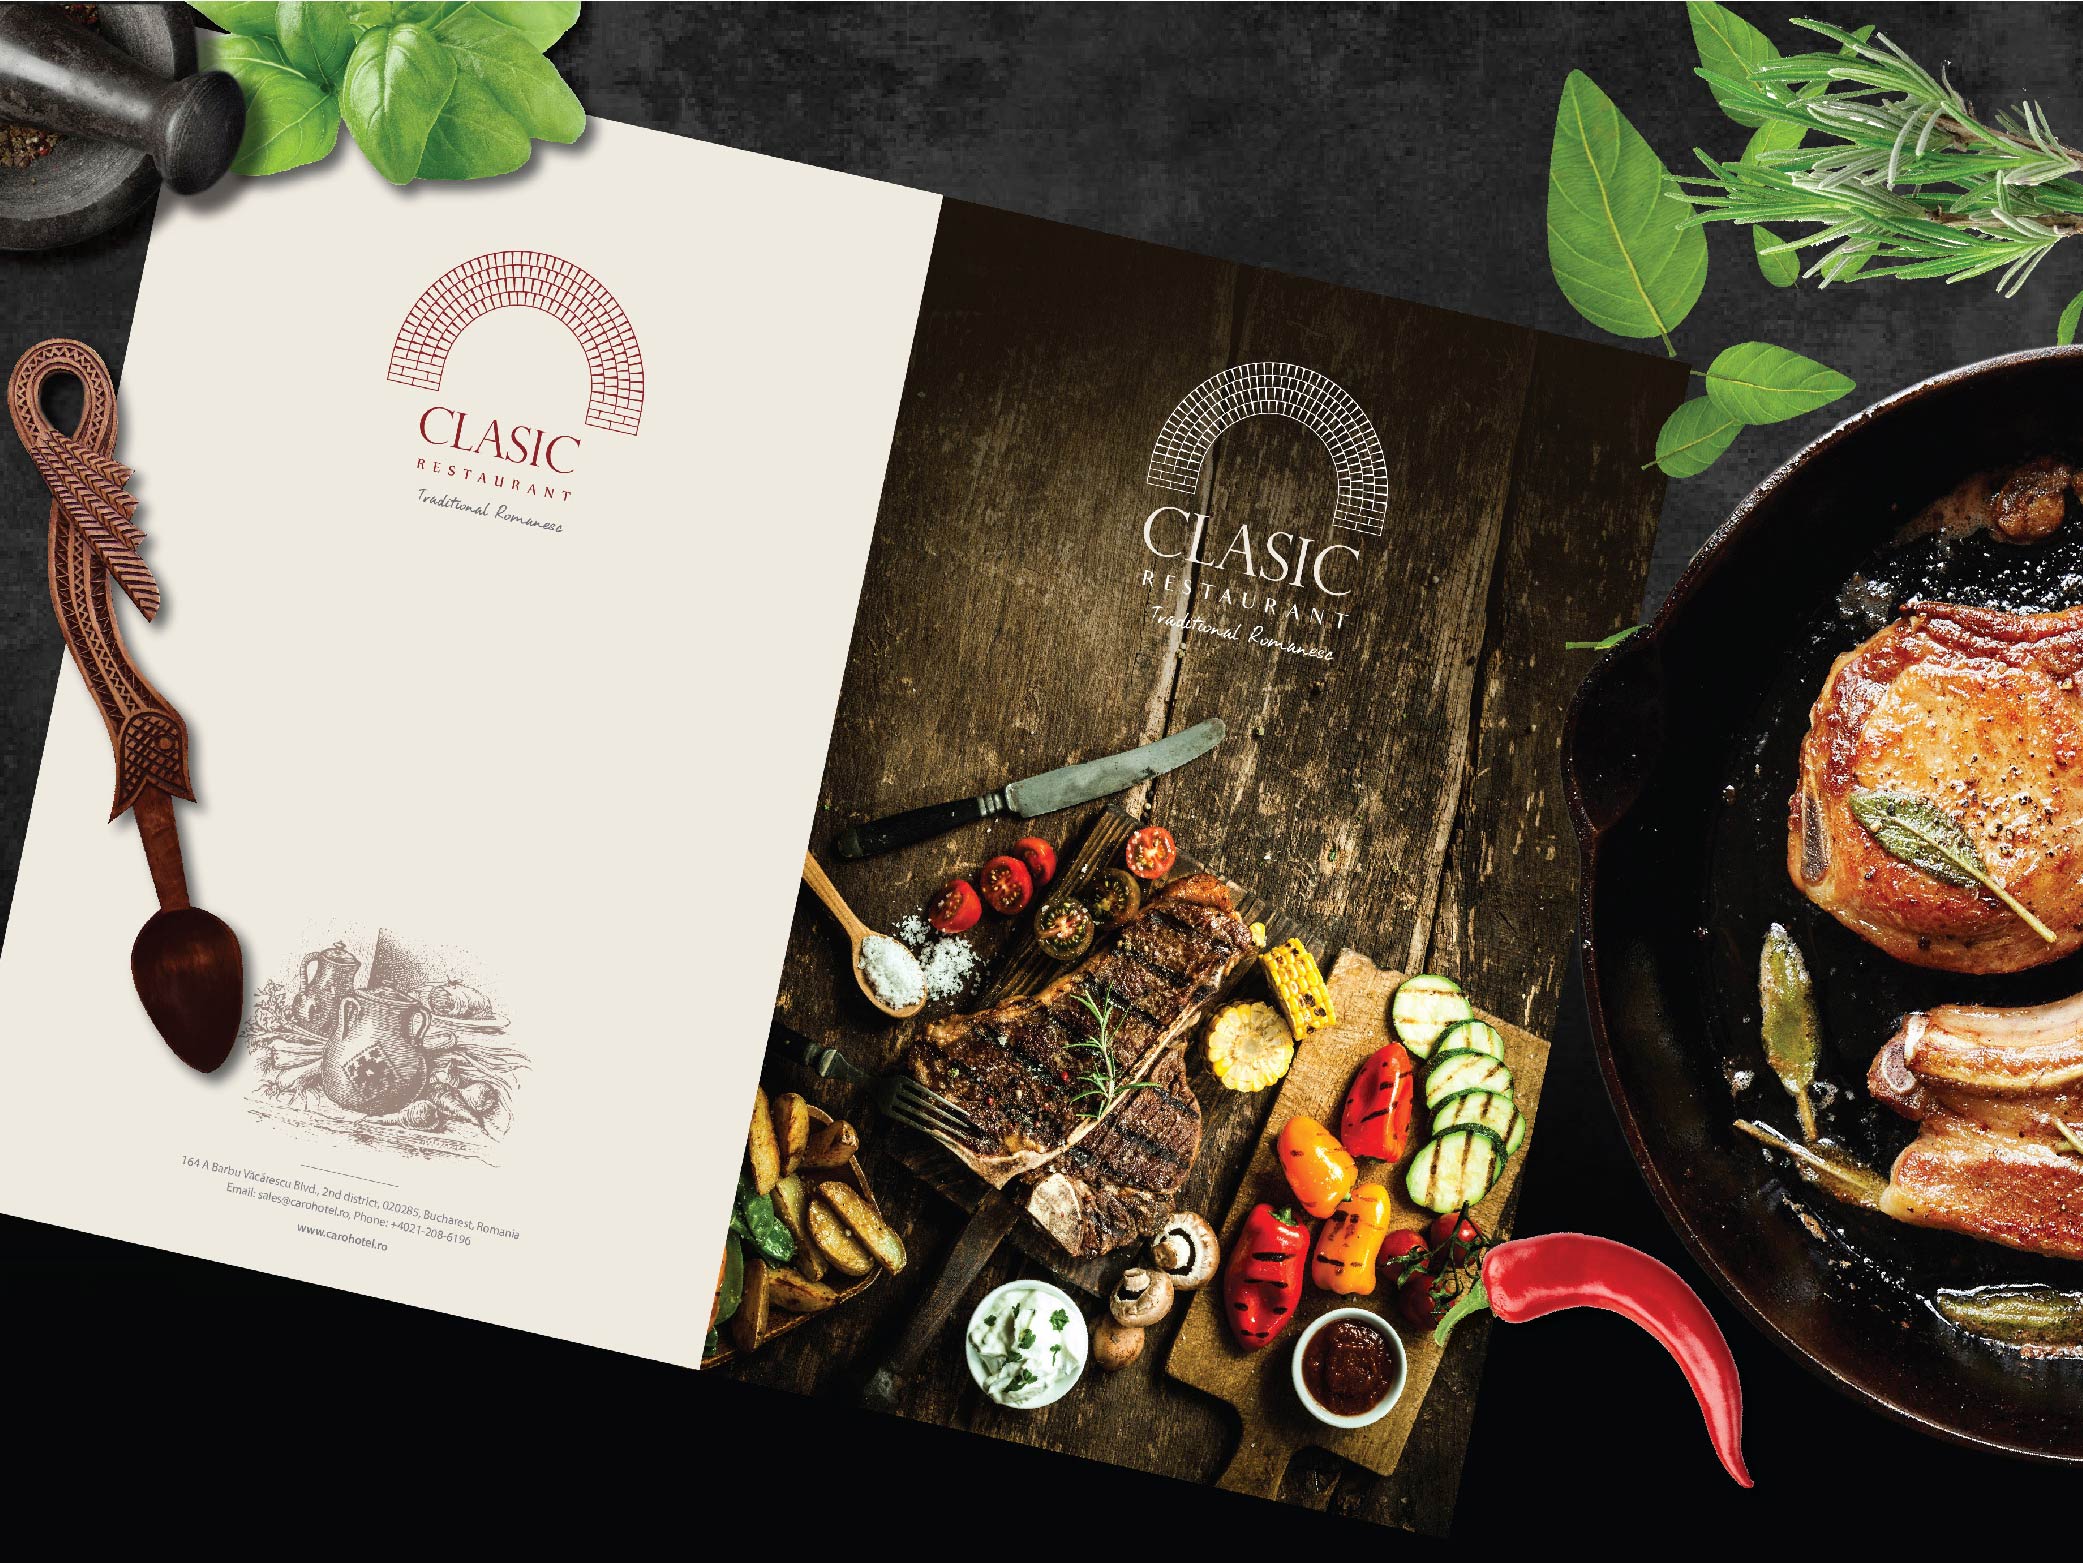 CLASIC
RESTAURANT
Traditional Romanesc
164 A Barbu Văcărescu Blvd., 2nd district, 020285, Bucharest, Romania
Email: sales@carohotel.ro, Phone: +4021-208-6196
www.carohotel.ro
CLASIC
RESTAURANT
Traditional Romanesc